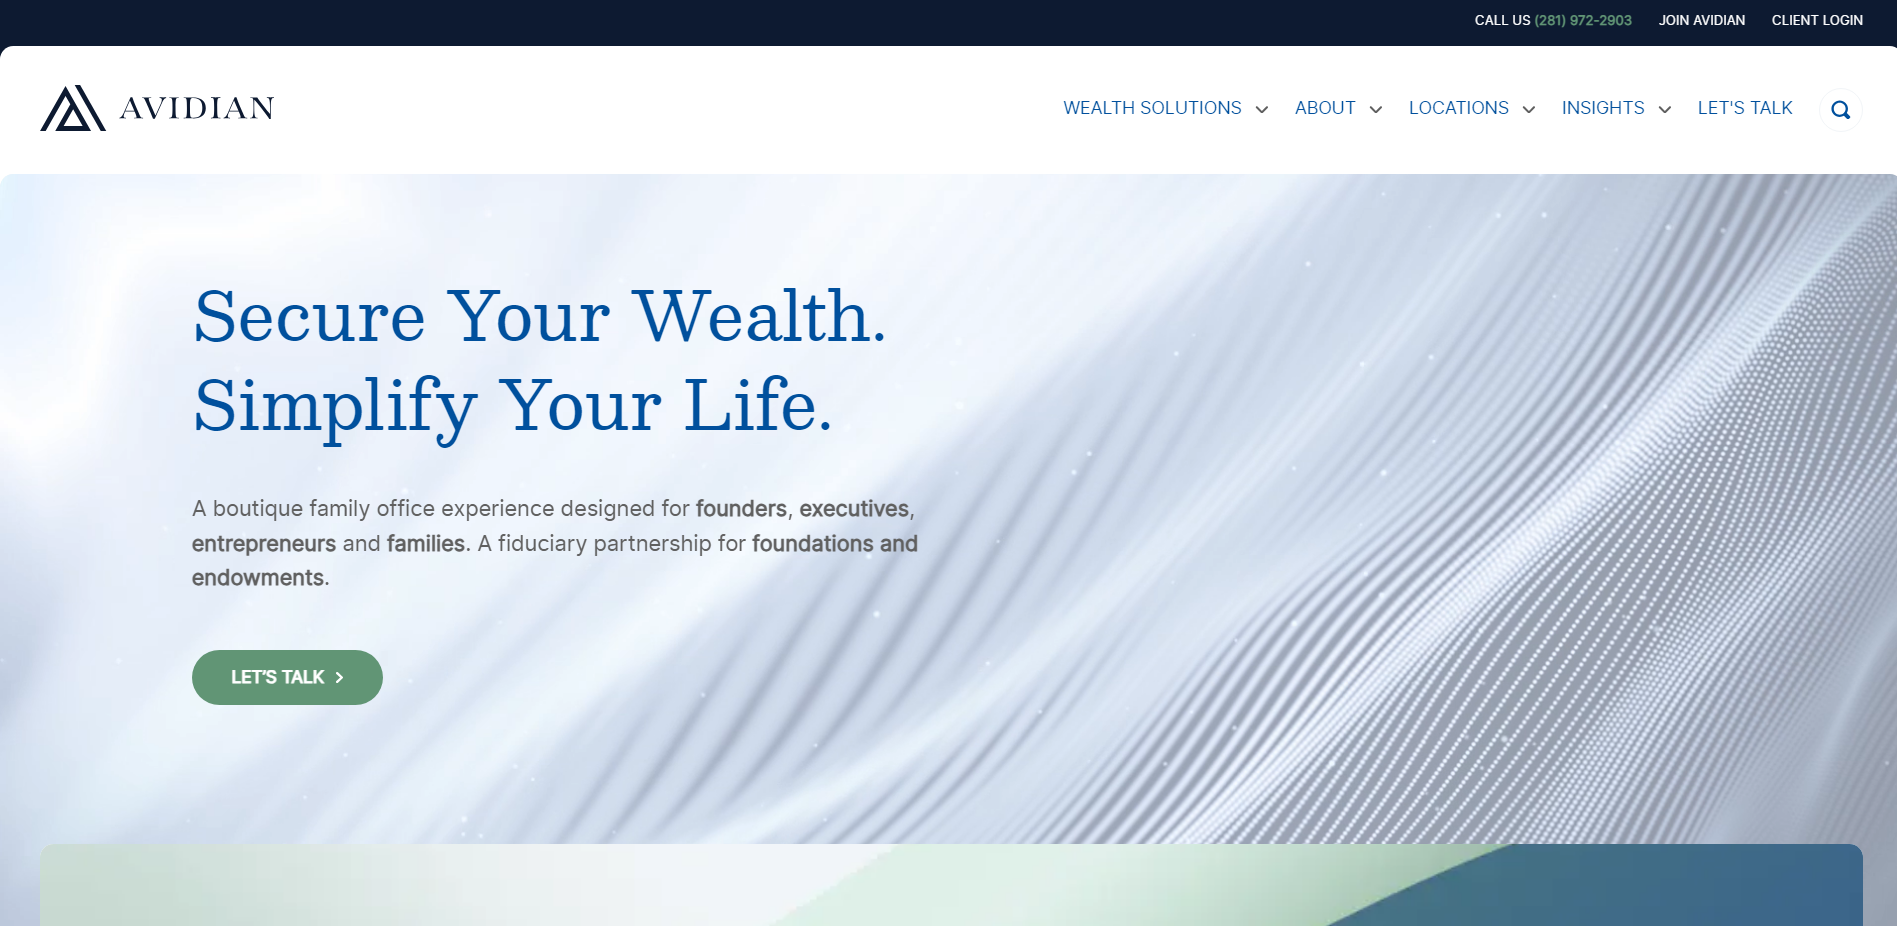 CALL US (281) 972-2903 JOIN AVIDIAN CLIENT LOGIN
AVIDIAN
WEALTH SOLUTIONS ABOUT LOCATIONS INSIGHTS LET'S TALK
Secure Your Wealth.
Simplify Your Life.
A boutique family office experience designed for founders, executives,
entrepreneurs and families. A fiduciary partnership for foundations and
endowments.
LET’S TALK